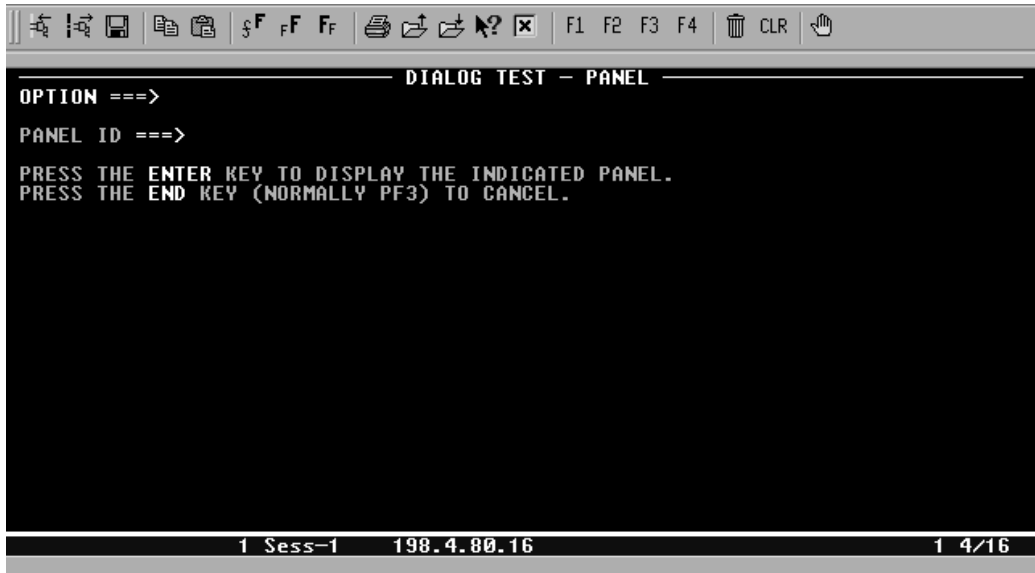 F F F F F F1 F2 F3 F4 CLR
DIALOG TEST — PANEL
OPTION ===>
PANEL ID ===>
PRESS THE ENTER KEY TO DISPLAY THE INDICATED PANEL.
PRESS THE END KEY (NORMALLY PF3) TO CANCEL.
1 Sess-1 198.4.80.16 1 4/16